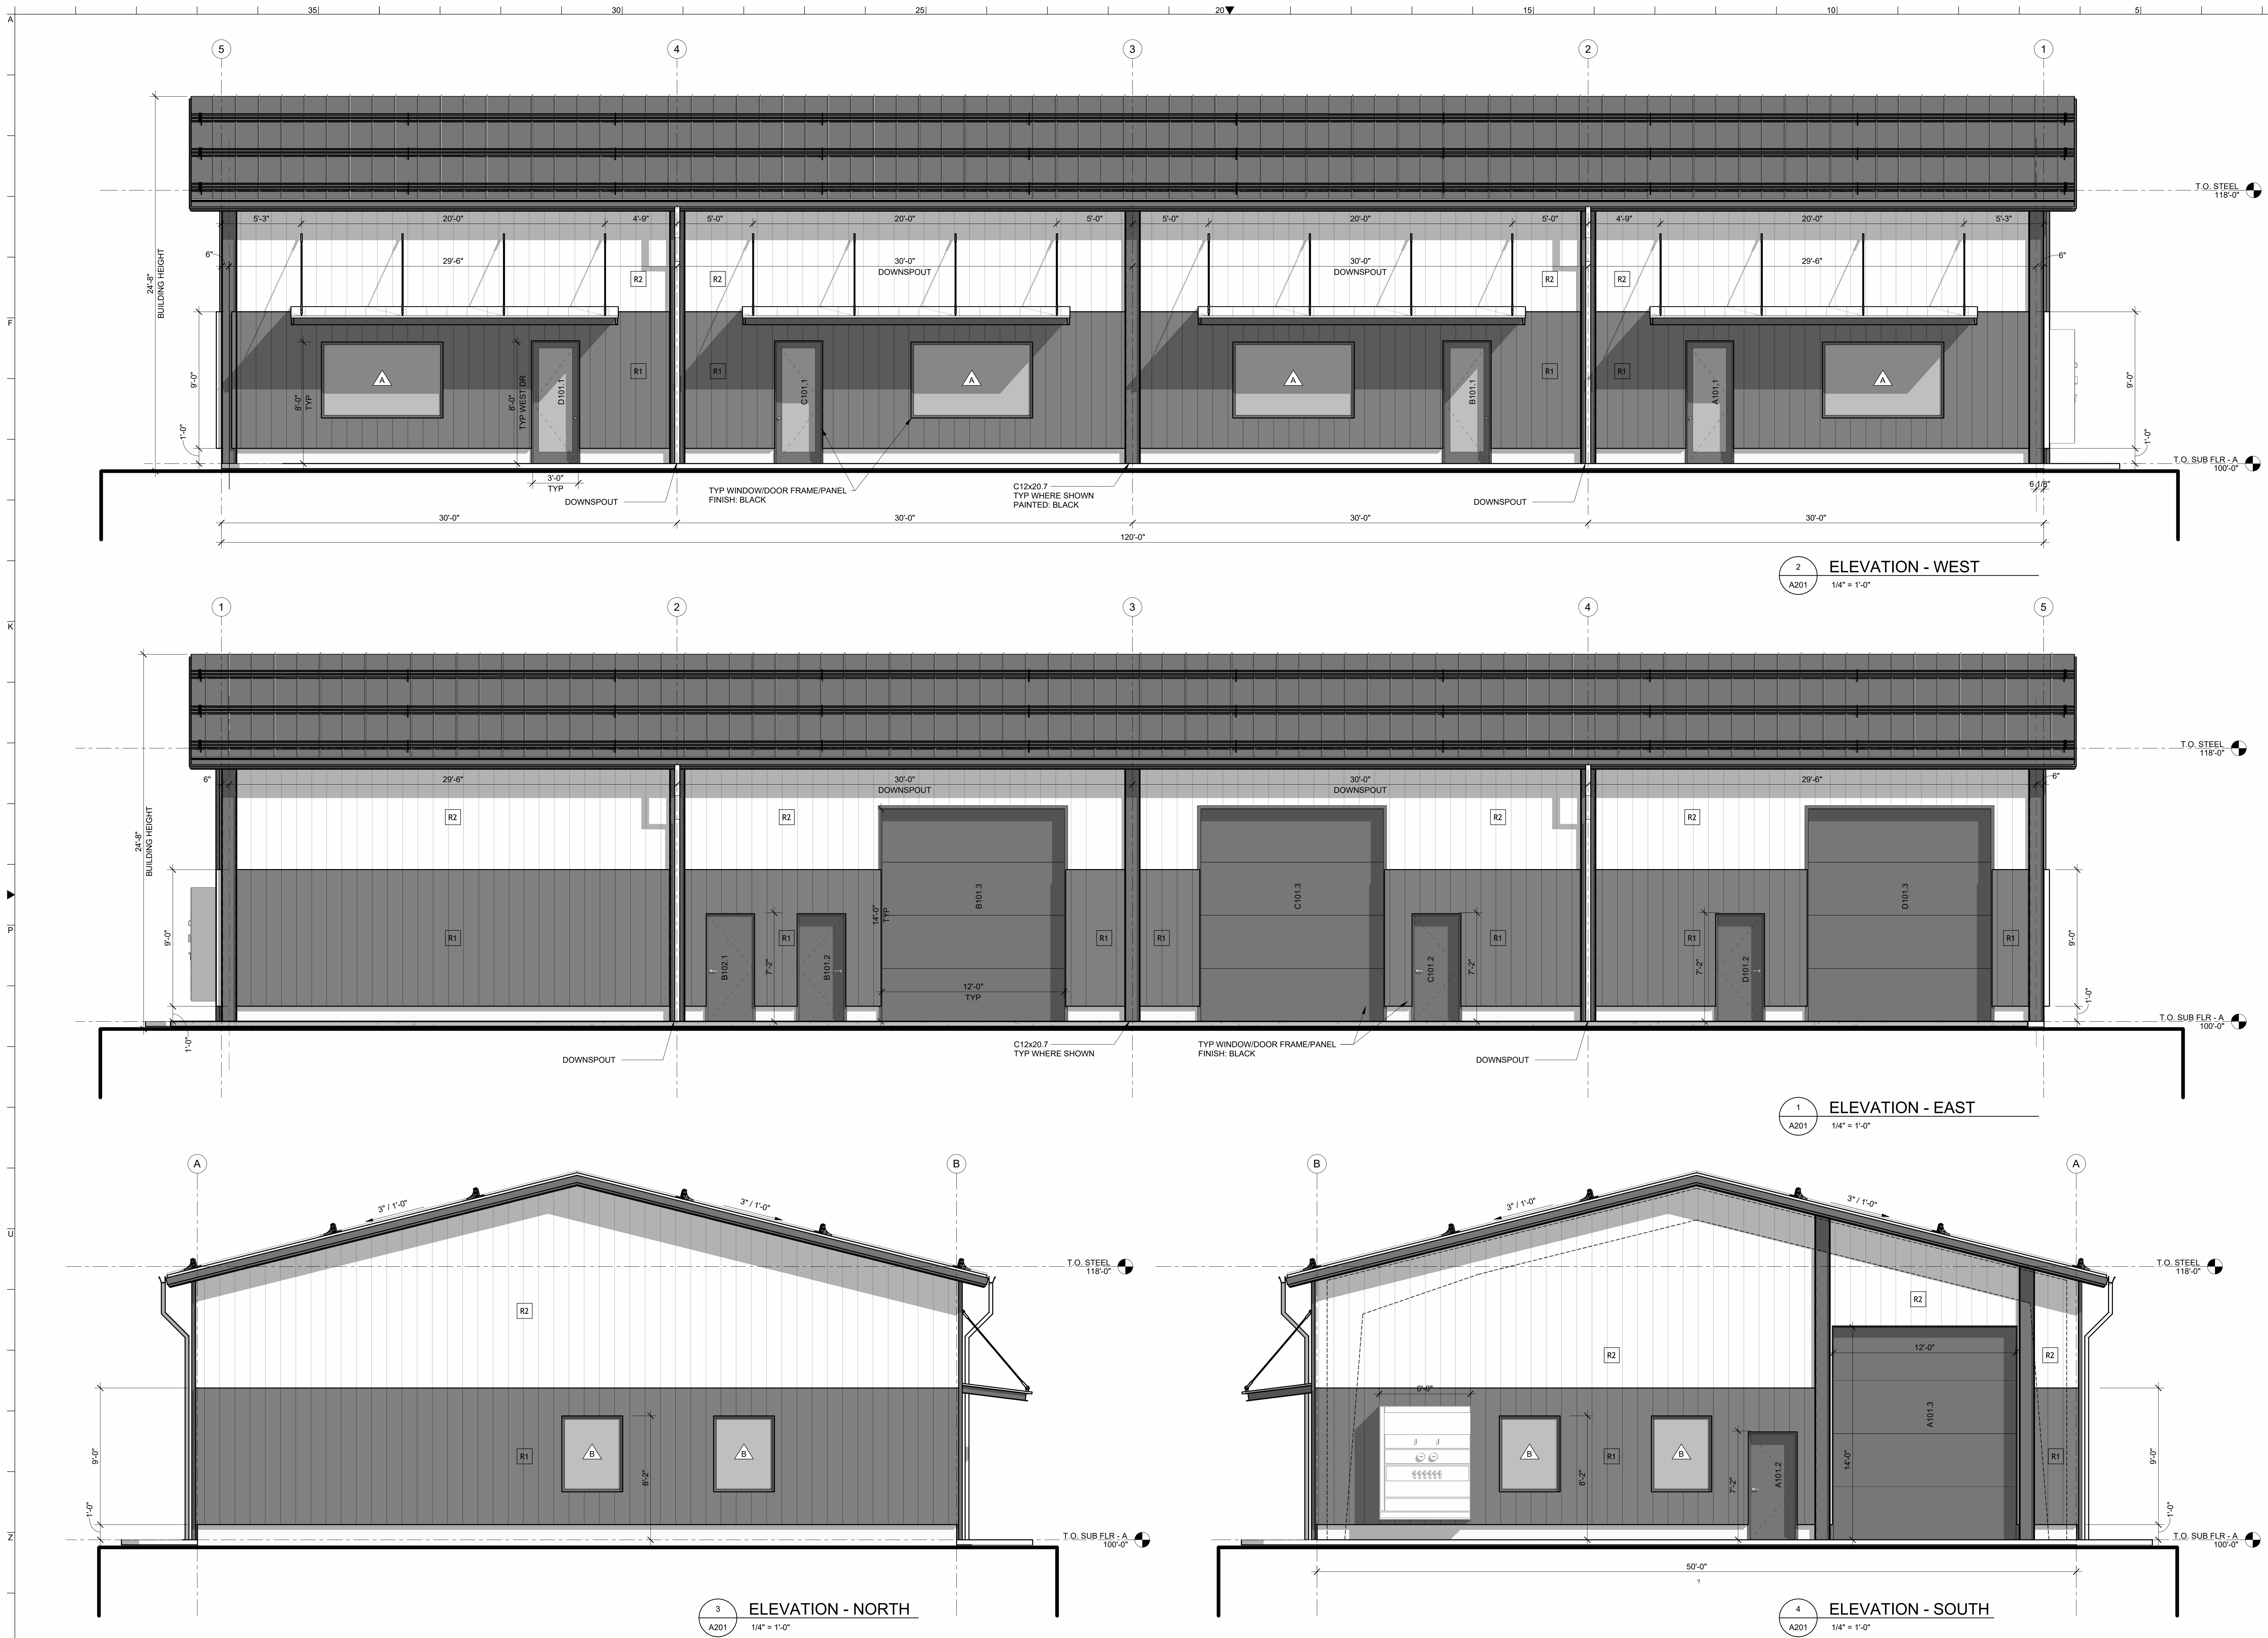 35 30 25 20 15 10 5
A
F
K
P
U
Z
5 4 3 2 1
T.O. STEEL
118'-0"
5'-3" 20'-0" 4'-9" 5'-0" 20'-0" 5'-0" 5'-0" 20'-0" 5'-0" 4'-9" 20'-0" 5'-3"
6" 29'-6" 30'-0" 30'-0" 29'-6" 6"
DOWNSPOUT DOWNSPOUT
24'-8"
BUILDING HEIGHT
R2 R2 R2 R2
R1 R1 R1 R1
A A A A
9'-0" 9'-0"
8'-0"
TYP
8'-0"
TYP WEST DR
D101.1 C101.1 B101.1 A101.1
1'-0" 1'-0"
T.O. SUB FLR - A
100'-0"
3'-0"
TYP
6 1/8"
DOWNSPOUT
TYP WINDOW/DOOR FRAME/PANEL
FINISH: BLACK
C12x20.7
TYP WHERE SHOWN
PAINTED: BLACK
DOWNSPOUT
30'-0" 30'-0" 30'-0" 30'-0"
120'-0"
2
A201
ELEVATION - WEST
1/4" = 1'-0"
1 2 3 4 5
T.O. STEEL
118'-0"
6" 29'-6" 30'-0" 30'-0" 29'-6" 6"
DOWNSPOUT DOWNSPOUT
24'-8"
BUILDING HEIGHT
R2 R2 R2 R2
R1 R1 R1 R1 R1 R1 R1
9'-0" 9'-0"
14'-0"
TYP
B102.1 B101.2 B101.3 C101.3 C101.2 D101.2 D101.3
7'-2" 7'-2" 7'-2"
12'-0"
TYP
1'-0" 1'-0"
T.O. SUB FLR - A
100'-0"
DOWNSPOUT
C12x20.7
TYP WHERE SHOWN
TYP WINDOW/DOOR FRAME/PANEL
FINISH: BLACK
DOWNSPOUT
1
A201
ELEVATION - EAST
1/4" = 1'-0"
A B
3" / 1'-0" 3" / 1'-0"
T.O. STEEL
118'-0"
R2
R1
B B
9'-0"
8'-2"
1'-0"
T.O. SUB FLR - A
100'-0"
3
A201
ELEVATION - NORTH
1/4" = 1'-0"
B A
3" / 1'-0" 3" / 1'-0"
T.O. STEEL
118'-0"
R2
R2 R2
12'-0"
6'-0"
A101.3
B B
R1 R1
8'-2"
7'-2"
A101.2
14'-0"
9'-0"
1'-0"
T.O. SUB FLR - A
100'-0"
50'-0"
?
4
A201
ELEVATION - SOUTH
1/4" = 1'-0"